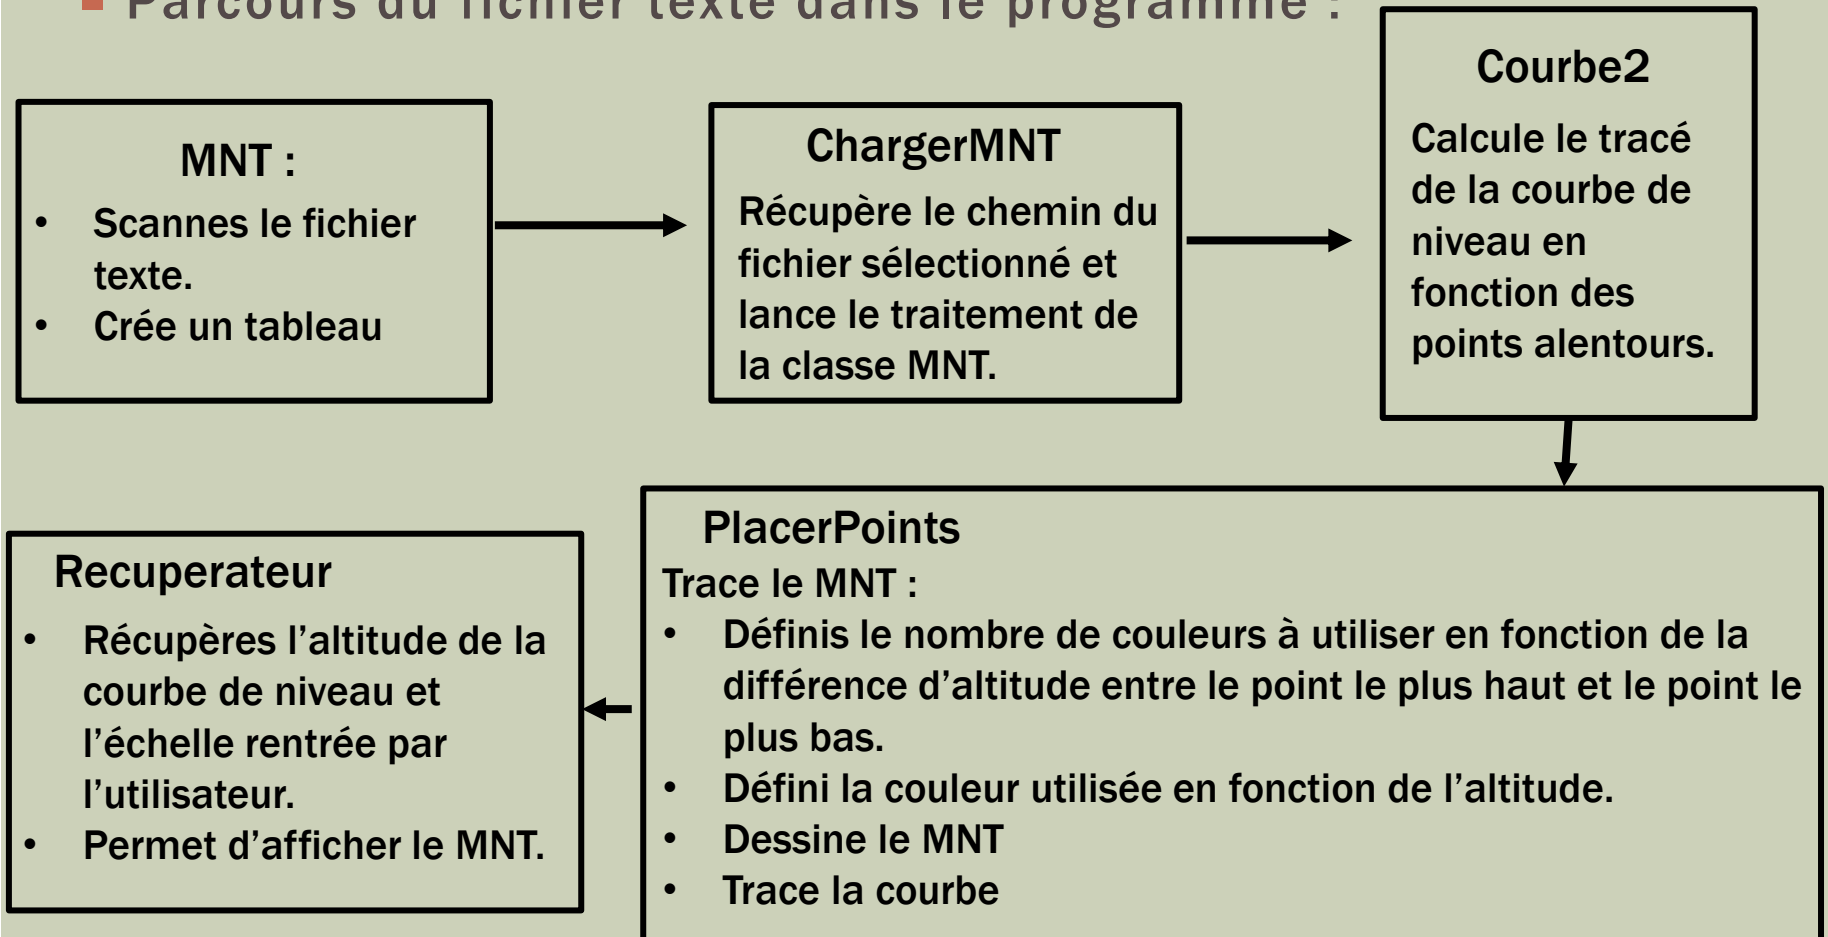 Parcours du fichier texte dans le programme :
MNT :
• Scannes le fichier
texte.
• Crée un tableau
ChargerMNT
Récupère le chemin du
fichier sélectionné et
lance le traitement de
la classe MNT.
Courbe2
Calcule le tracé
de la courbe de
niveau en
fonction des
points alentours.
PlacerPoints
Trace le MNT :
• Définis le nombre de couleurs à utiliser en fonction de la
différence d’altitude entre le point le plus haut et le point le
plus bas.
• Défini la couleur utilisée en fonction de l’altitude.
• Dessine le MNT
• Trace la courbe
Recuperateur
• Récupères l’altitude de la
courbe de niveau et
l’échelle rentrée par
l’utilisateur.
• Permet d’afficher le MNT.